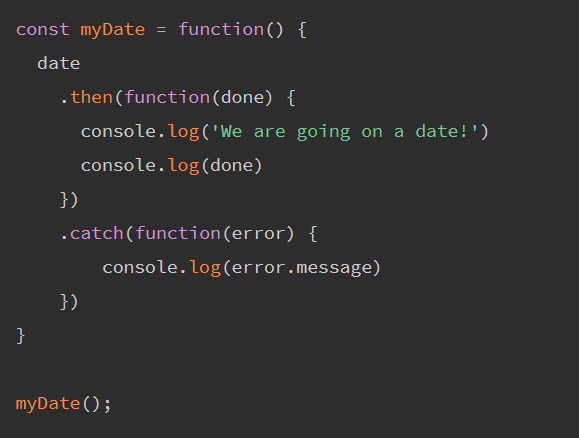 const myDate = function() {
  date
    .then(function(done) {
      console.log('We are going on a date!')
      console.log(done)
    })
    .catch(function(error) {
        console.log(error.message)
    })
}

myDate();